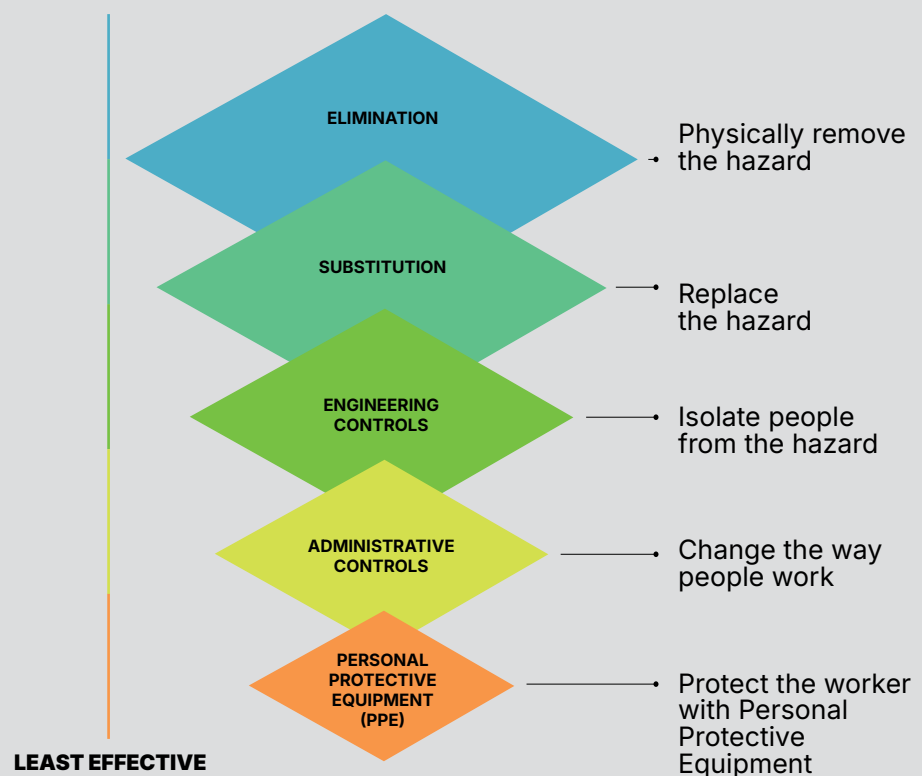 ELIMINATION
Physically remove
the hazard
SUBSTITUTION
Replace
the hazard
ENGINEERING
CONTROLS
Isolate people
from the hazard
ADMINISTRATIVE
CONTROLS
Change the way
people work
PERSONAL
PROTECTIVE
EQUIPMENT
(PPE)
Protect the worker
with Personal
Protective
Equipment
LEAST EFFECTIVE